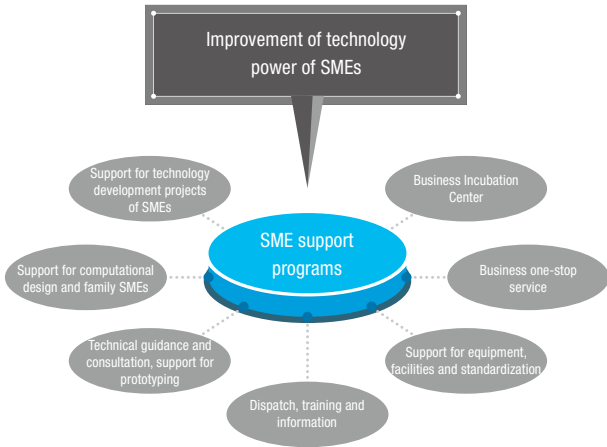 Improvement of technology
power of SMEs
Support for technology
development projects
of SMEs
Business Incubation
Center
SME support
programs
Support for computational
design and family SMEs
Business one-stop
service
Technical guidance and
consultation, support for
prototyping
Support for equipment,
facilities and standardization
Dispatch, training and
information